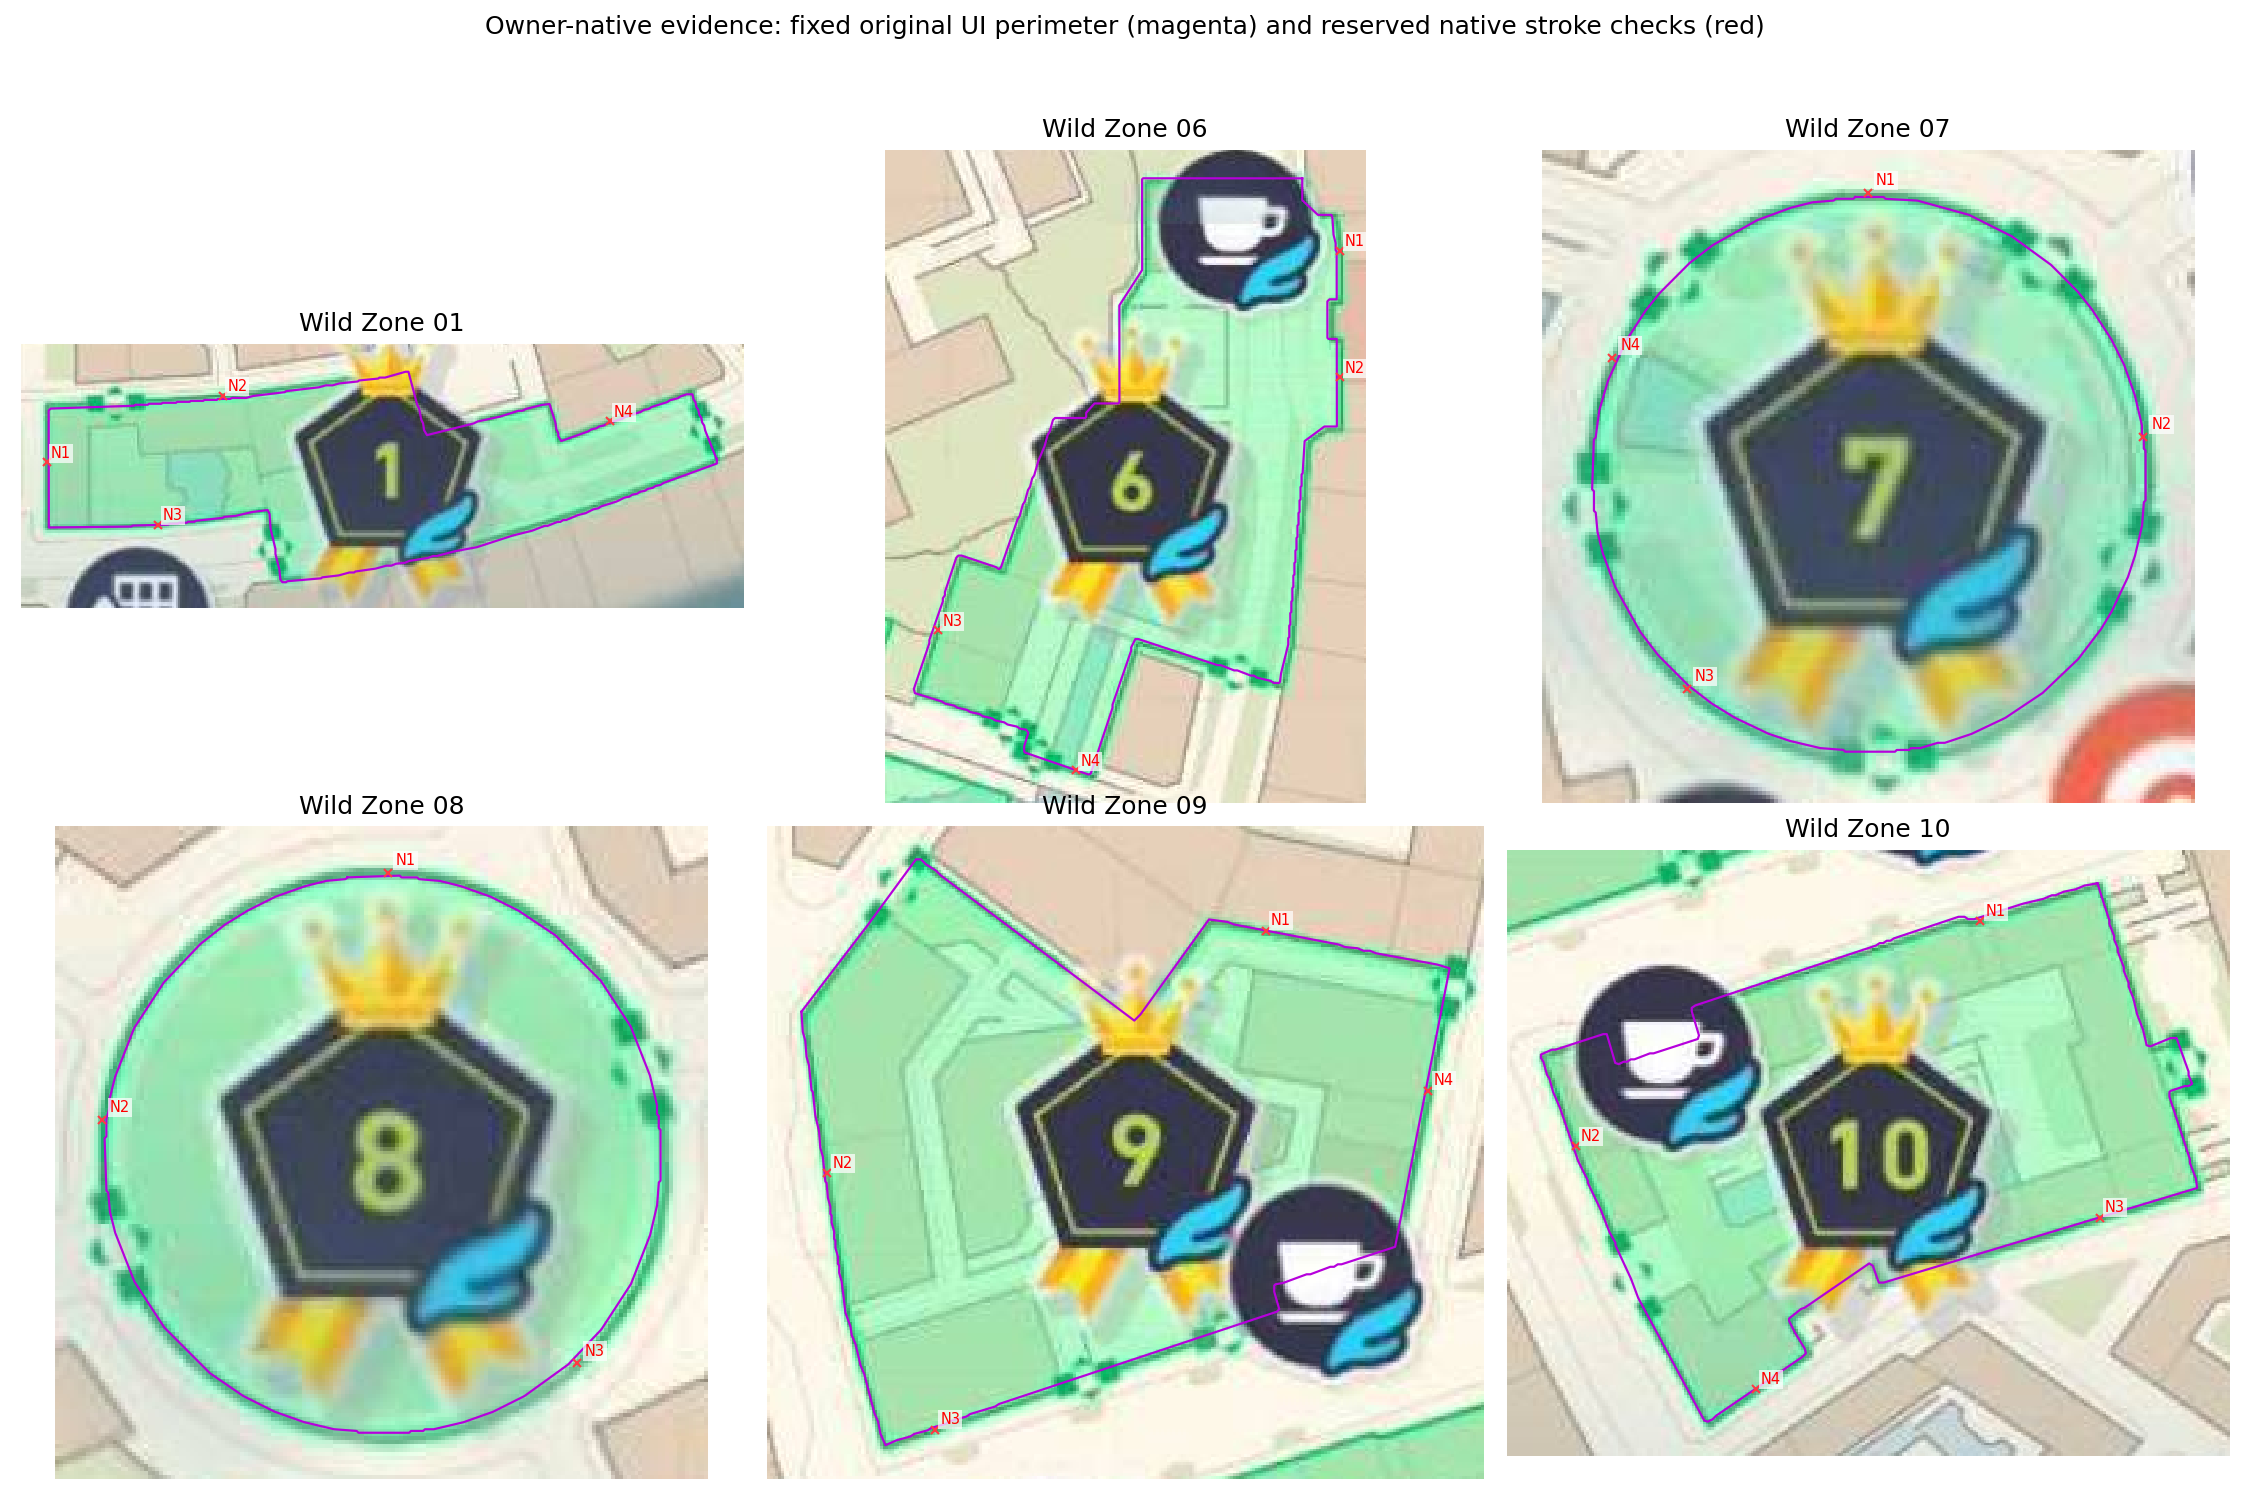 Owner-native evidence: fixed original UI perimeter (magenta) and reserved native stroke checks (red)
Wild Zone 01
N1
N2
N3
N4
1
Wild Zone 06
N1
N2
N3
N4
6
Wild Zone 07
N1
N2
N3
N4
7
Wild Zone 08
N1
N2
N3
8
Wild Zone 09
N1
N2
N3
N4
9
Wild Zone 10
N1
N2
N3
N4
10